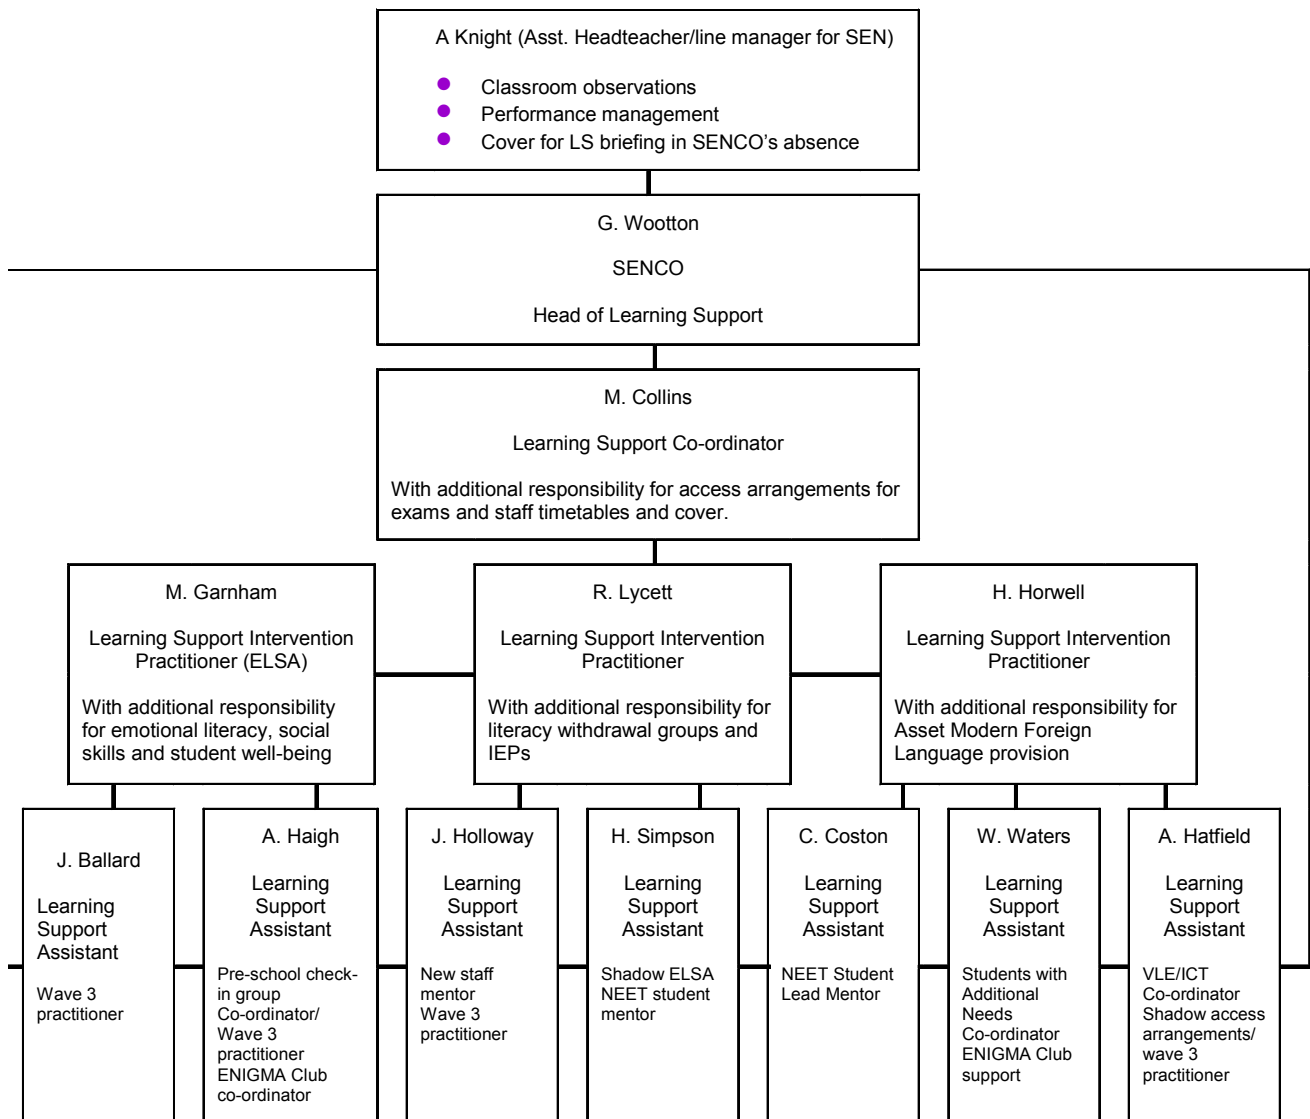 A Knight (Asst. Headteacher/line manager for SEN)
● Classroom observations
● Performance management
● Cover for LS briefing in SENCO’s absence
G. Wootton
SENCO
Head of Learning Support
M. Collins
Learning Support Co-ordinator
With additional responsibility for access arrangements for
exams and staff timetables and cover.
M. Garnham
Learning Support Intervention
Practitioner (ELSA)
With additional responsibility
for emotional literacy, social
skills and student well-being
R. Lycett
Learning Support Intervention
Practitioner
With additional responsibility for
literacy withdrawal groups and
IEPs
H. Horwell
Learning Support Intervention
Practitioner
With additional responsibility for
Asset Modern Foreign
Language provision
J. Ballard
Learning
Support
Assistant
Wave 3
practitioner
A. Haigh
Learning
Support
Assistant
Pre-school check-
in group
Co-ordinator/
Wave 3
practitioner
ENIGMA Club
co-ordinator
J. Holloway
Learning
Support
Assistant
New staff
mentor
Wave 3
practitioner
H. Simpson
Learning
Support
Assistant
Shadow ELSA
NEET student
mentor
C. Coston
Learning
Support
Assistant
NEET Student
Lead Mentor
W. Waters
Learning
Support
Assistant
Students with
Additional
Needs
Co-ordinator
ENIGMA Club
support
A. Hatfield
Learning
Support
Assistant
VLE/ICT
Co-ordinator
Shadow access
arrangements/
wave 3
practitioner